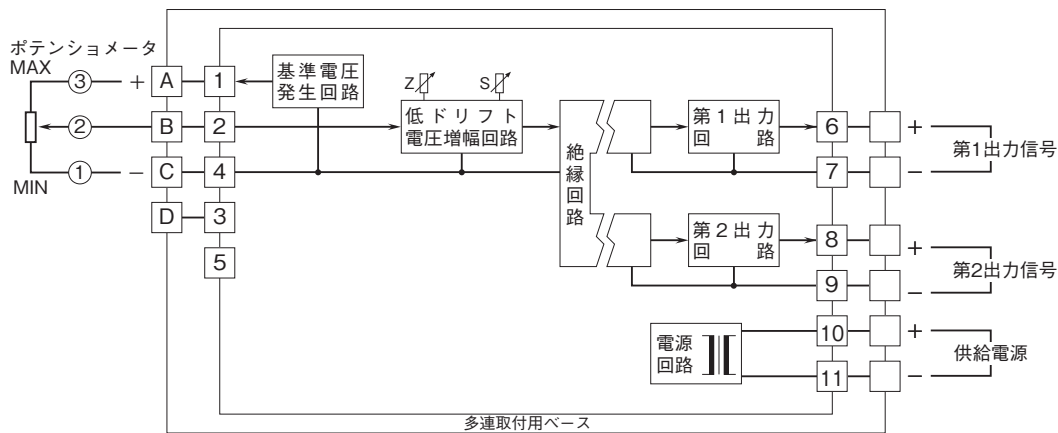 ポテンショメータ
MAX
③
+
A
1
基準電圧
発生回路
Z
S
②
B
2
低ドリフト
電圧増幅回路
①
MIN
−
C
4
D
3
5
絶縁回路
第1出力
回路
6
+
7
−
第1出力信号
第2出力
回路
8
+
9
−
第2出力信号
電源
回路
10
+
11
−
供給電源
多連取付用ベース